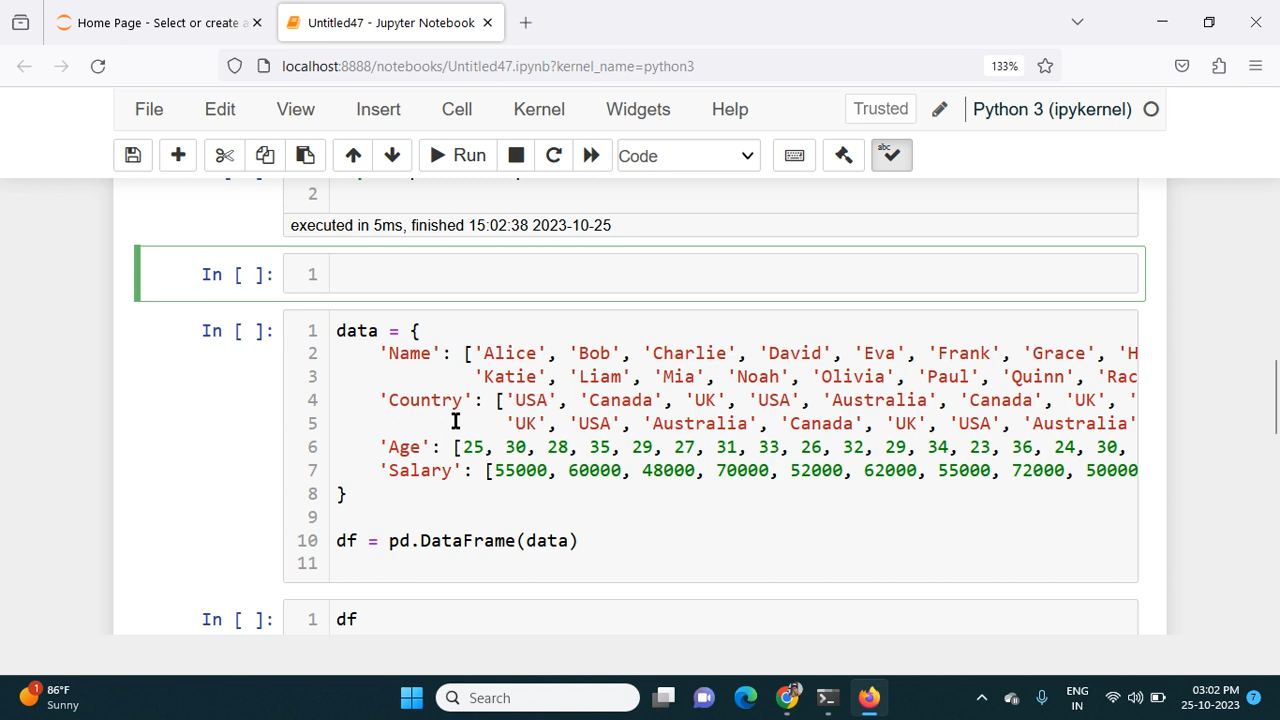 Home Page - Select or create a
Untitled47 - Jupyter Notebook
localhost:8888/notebooks/Untitled47.ipynb?kernel_name=python3
133%
File Edit View Insert Cell Kernel Widgets Help
Trusted
Python 3 (ipykernel)
Run
Code
abc
2
executed in 5ms, finished 15:02:38 2023-10-25
In [ ]: 1
In [ ]: 1 data = {
2 'Name': ['Alice', 'Bob', 'Charlie', 'David', 'Eva', 'Frank', 'Grace', 'H
3 'Katie', 'Liam', 'Mia', 'Noah', 'Olivia', 'Paul', 'Quinn', 'Rac
4 'Country': ['USA', 'Canada', 'UK', 'USA', 'Australia', 'Canada', 'UK', '
5 'UK', 'USA', 'Australia', 'Canada', 'UK', 'USA', 'Australia'
6 'Age': [25, 30, 28, 35, 29, 27, 31, 33, 26, 32, 29, 34, 23, 36, 24, 30,
7 'Salary': [55000, 60000, 48000, 70000, 52000, 62000, 55000, 72000, 50000
8 }
9
10 df = pd.DataFrame(data)
11
In [ ]: 1 df
1
86°F
Sunny
Search
ENG
IN
03:02 PM
25-10-2023
7